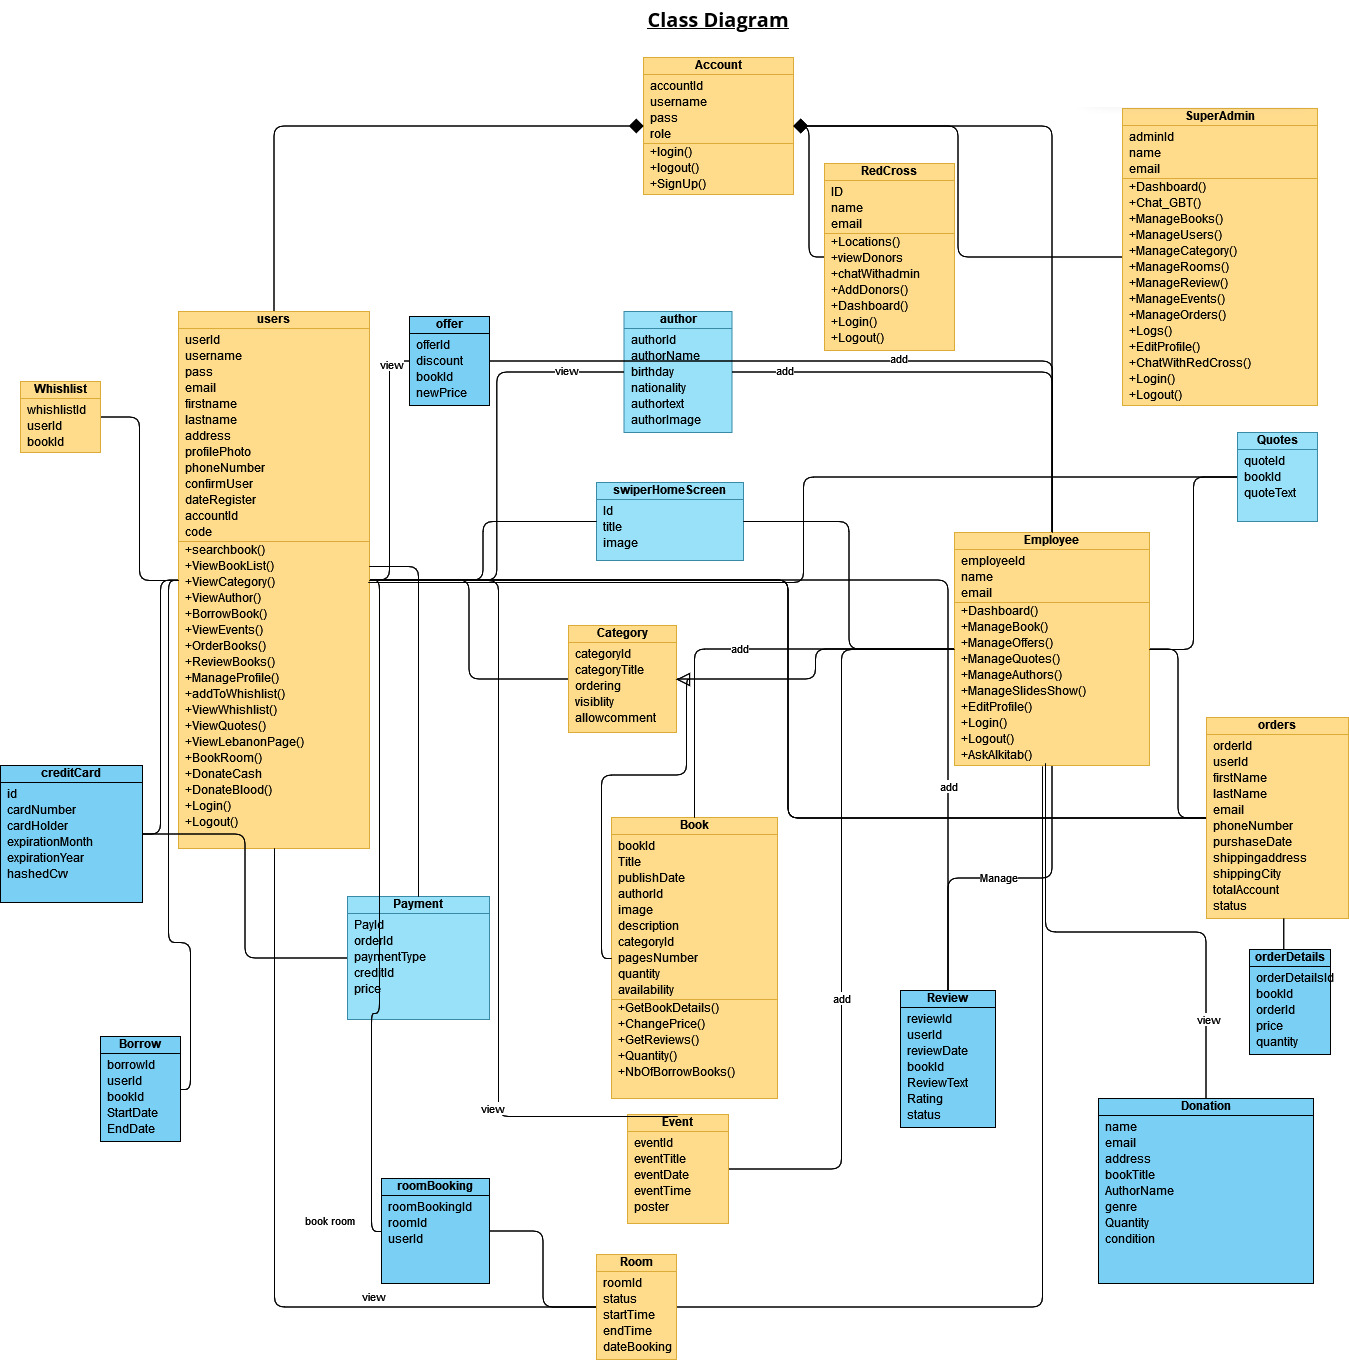 Class Diagram
Account
accountId
username
pass
role
+login()
+logout()
+SignUp()
SuperAdmin
adminId
name
email
+Dashboard()
+Chat_GBT()
+ManageBooks()
+ManageUsers()
+ManageCategory()
+ManageRooms()
+ManageReview()
+ManageEvents()
+ManageOrders()
+Logs()
+EditProfile()
+ChatWithRedCross()
+Login()
+Logout()
RedCross
ID
name
email
+Locations()
+viewDonors
+chatWithadmin
+AddDonors()
+Dashboard()
+Login()
+Logout()
users
userId
username
pass
email
firstname
lastname
address
profilePhoto
phoneNumber
confirmUser
dateRegister
accountId
code
+searchbook()
+ViewBookList()
+ViewCategory()
+ViewAuthor()
+BorrowBook()
+ViewEvents()
+OrderBooks()
+ReviewBooks()
+ManageProfile()
+addToWhishlist()
+ViewWhishlist()
+ViewQuotes()
+ViewLebanonPage()
+BookRoom()
+DonateCash
+DonateBlood()
+Login()
+Logout()
offer
offerId
discount
bookId
newPrice
author
authorId
authorName
birthday
nationality
authortext
authorImage
view
view
add
add
Whishlist
whishlistId
userId
bookId
Quotes
quoteId
bookId
quoteText
swiperHomeScreen
Id
title
image
Employee
employeeId
name
email
+Dashboard()
+ManageBook()
+ManageOffers()
+ManageQuotes()
+ManageAuthors()
+ManageSlidesShow()
+EditProfile()
+Login()
+Logout()
+AskAlkitab()
Category
categoryId
categoryTitle
ordering
visiblity
allowcomment
add
orders
orderId
userId
firstName
lastName
email
phoneNumber
purshaseDate
shippingaddress
shippingCity
totalAccount
status
creditCard
id
cardNumber
cardHolder
expirationMonth
expirationYear
hashedCvv
add
Book
bookId
Title
publishDate
authorId
image
description
categoryId
pagesNumber
quantity
availability
+GetBookDetails()
+ChangePrice()
+GetReviews()
+Quantity()
+NbOfBorrowBooks()
Manage
Payment
PayId
orderId
paymentType
creditId
price
orderDetails
orderDetailsId
bookId
orderId
price
quantity
add
Review
reviewId
userId
reviewDate
bookId
ReviewText
Rating
status
view
Borrow
borrowId
userId
bookId
StartDate
EndDate
Donation
name
email
address
bookTitle
AuthorName
genre
Quantity
condition
view
Event
eventId
eventTitle
eventDate
eventTime
poster
roomBooking
roomBookingId
roomId
userId
book room
Room
roomId
status
startTime
endTime
dateBooking
view